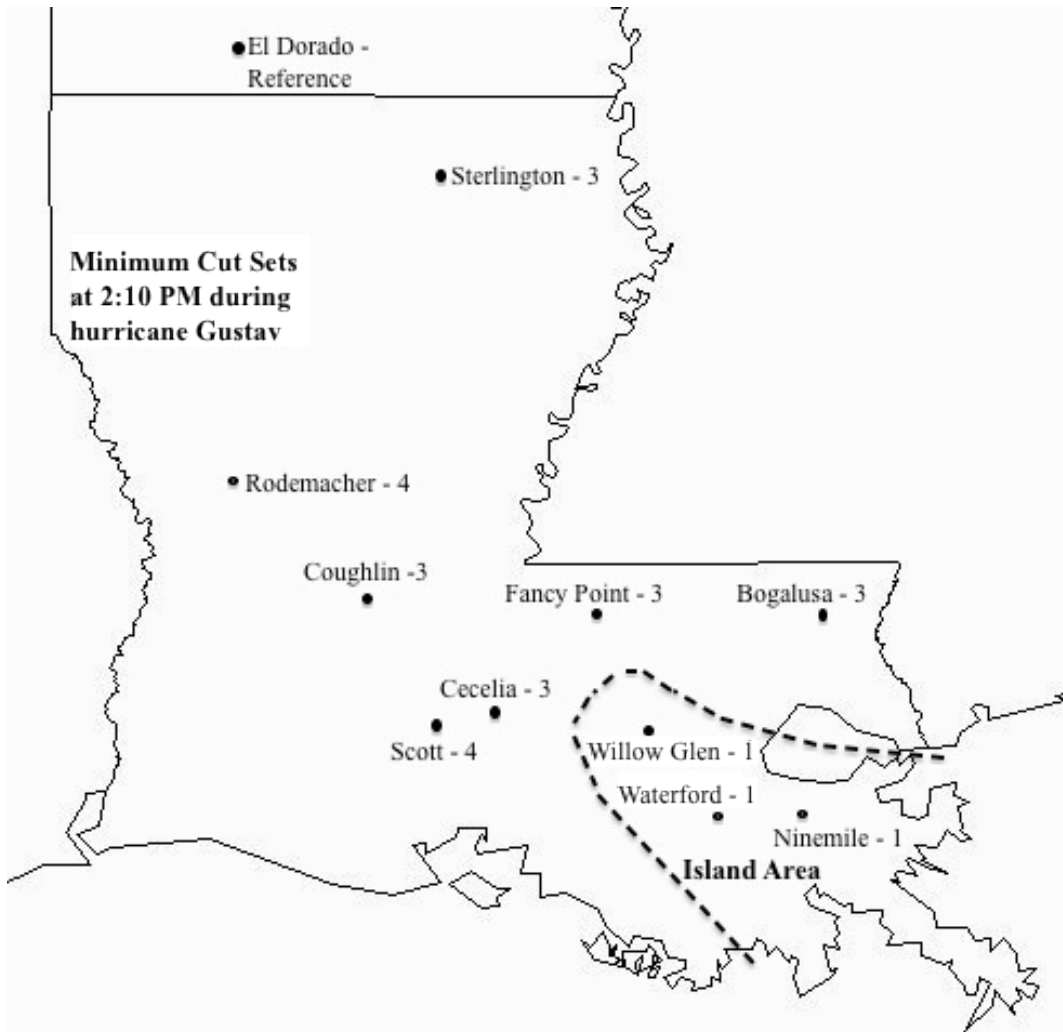 El Dorado -
Reference
Sterlington - 3
Minimum Cut Sets
at 2:10 PM during
hurricane Gustav
Rodemacher - 4
Coughlin -3
Fancy Point - 3
Bogalusa - 3
Cecelia - 3
Scott - 4
Willow Glen - 1
Waterford - 1
Ninemile - 1
Island Area